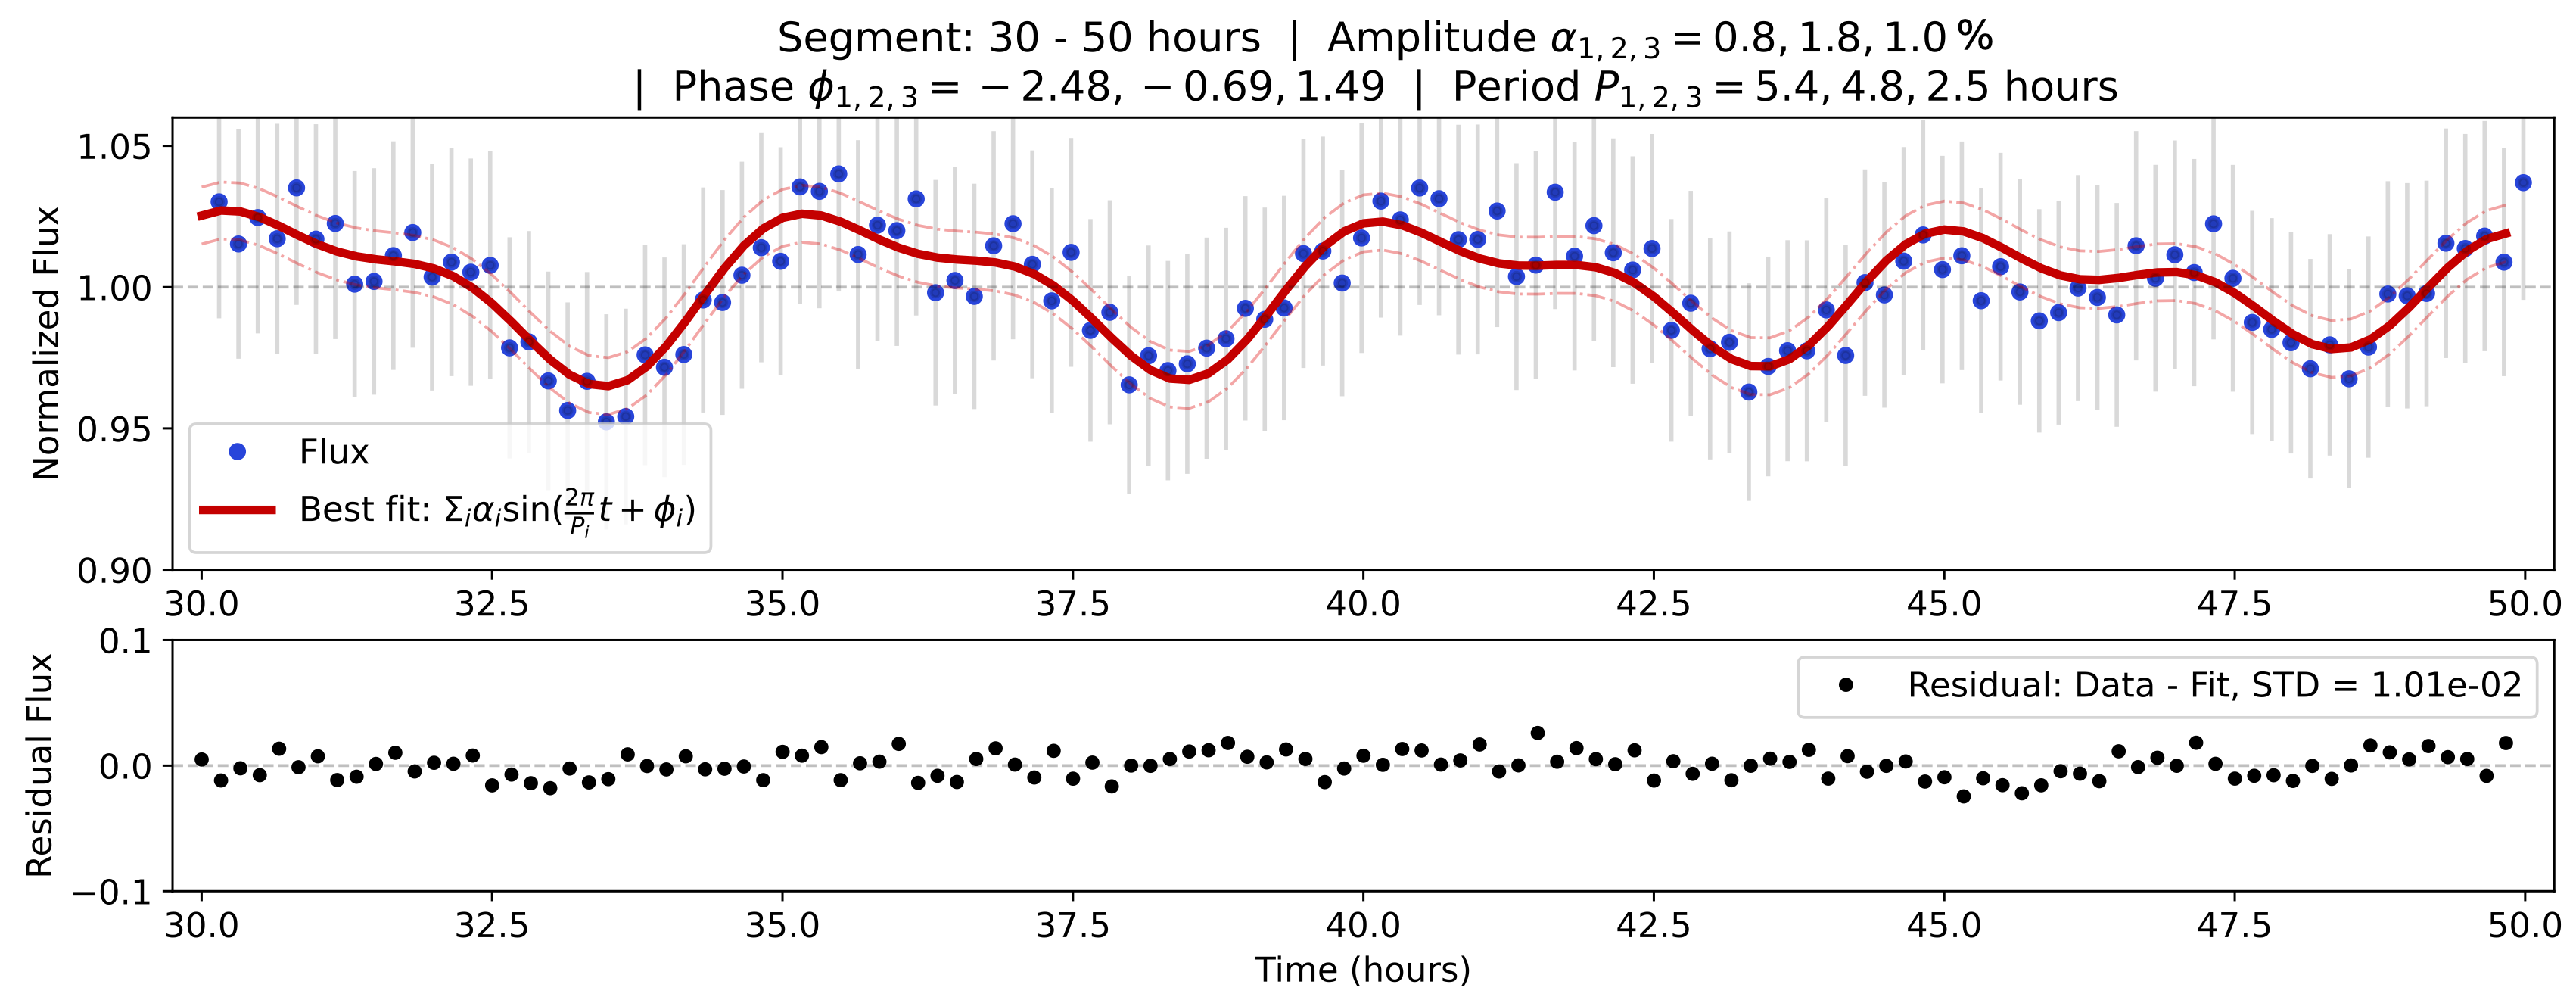 Segment: 30 - 50 hours | Amplitude α₁,₂,₃ = 0.8, 1.8, 1.0 %
| Phase ϕ₁,₂,₃ = −2.48, −0.69, 1.49 | Period P₁,₂,₃ = 5.4, 4.8, 2.5 hours
Normalized Flux
1.05
1.00
0.95
0.90
Flux
Best fit: Σᵢαᵢsin(2π/Pᵢ t + ϕᵢ)
30.0 32.5 35.0 37.5 40.0 42.5 45.0 47.5 50.0
Residual Flux
0.1
0.0
−0.1
Residual: Data - Fit, STD = 1.01e-02
30.0 32.5 35.0 37.5 40.0 42.5 45.0 47.5 50.0
Time (hours)